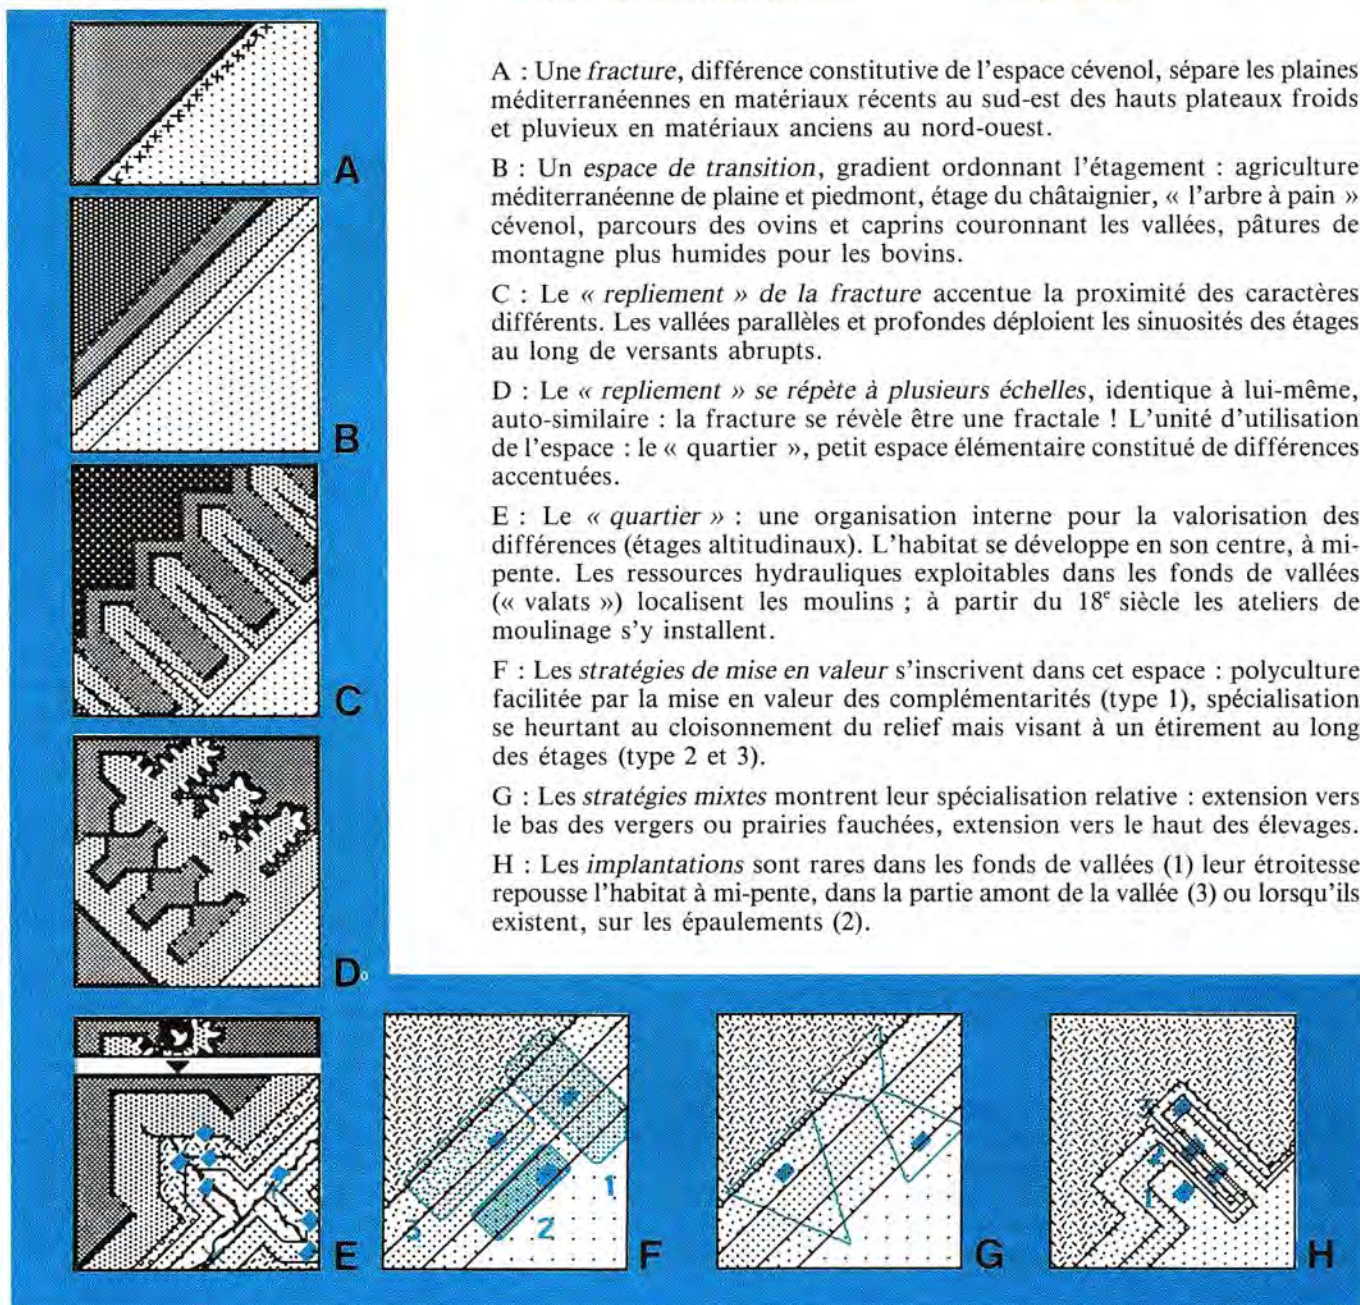 A : Une fracture, différence constitutive de l'espace cévenol, sépare les plaines
méditerranéennes en matériaux récents au sud-est des hauts plateaux froids
et pluvieux en matériaux anciens au nord-ouest.
B : Un espace de transition, gradient ordonnant l'étagement : agriculture
méditerranéenne de plaine et piedmont, étage du châtaignier, « l'arbre à pain »
cévenol, parcours des ovins et caprins couronnant les vallées, pâtures de
montagne plus humides pour les bovins.
C : Le « repliement » de la fracture accentue la proximité des caractères
différents. Les vallées parallèles et profondes déploient les sinuosités des étages
au long de versants abrupts.
D : Le « repliement » se répète à plusieurs échelles, identique à lui-même,
auto-similaire : la fracture se révèle être une fractale ! L'unité d'utilisation
de l'espace : le « quartier », petit espace élémentaire constitué de différences
accentuées.
E : Le « quartier » : une organisation interne pour la valorisation des
différences (étages altitudinaux). L'habitat se développe en son centre, à mi-
pente. Les ressources hydrauliques exploitables dans les fonds de vallées
(« valats ») localisent les moulins ; à partir du 18e siècle les ateliers de
moulinage s'y installent.
F : Les stratégies de mise en valeur s'inscrivent dans cet espace : polyculture
facilitée par la mise en valeur des complémentarités (type 1), spécialisation
se heurtant au cloisonnement du relief mais visant à un étirement au long
des étages (type 2 et 3).
G : Les stratégies mixtes montrent leur spécialisation relative : extension vers
le bas des vergers ou prairies fauchées, extension vers le haut des élevages.
H : Les implantations sont rares dans les fonds de vallées (1) leur étroitesse
repousse l'habitat à mi-pente, dans la partie amont de la vallée (3) ou lorsqu'ils
existent, sur les épaulements (2).
A
B
C
D
E
3
2
1
F
G
3
2
1
H